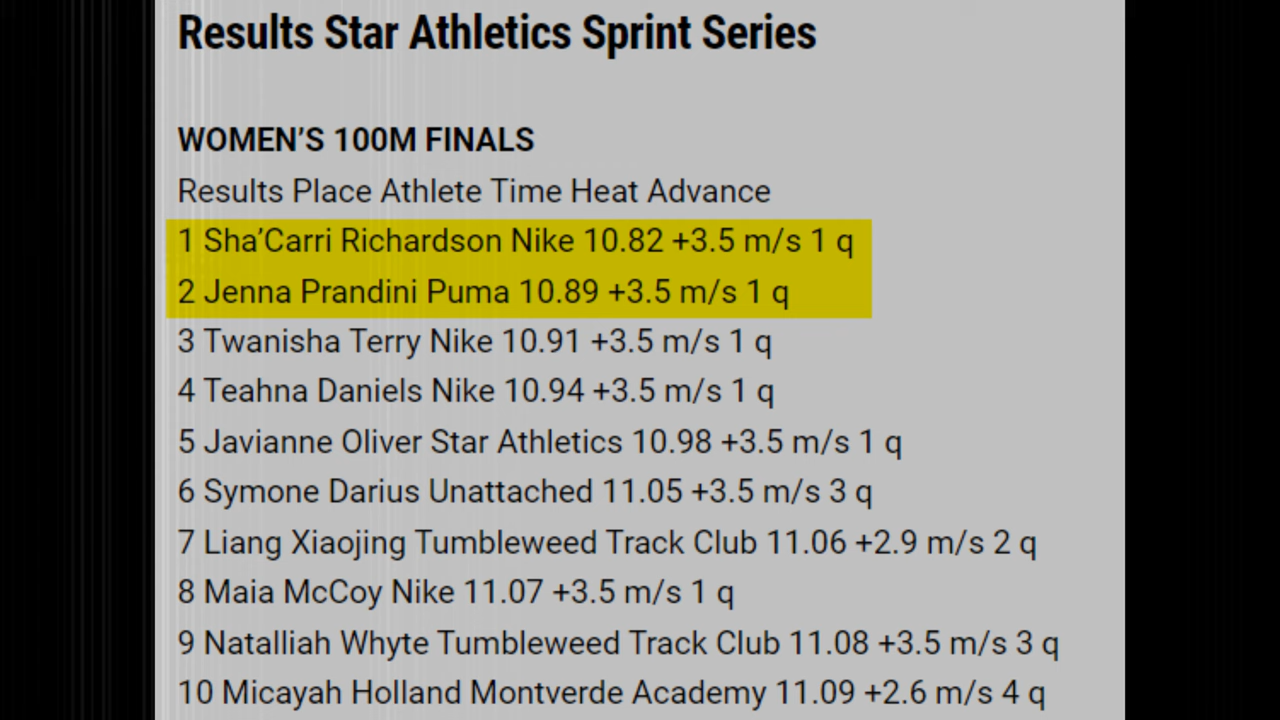 Results Star Athletics Sprint Series
WOMEN’S 100M FINALS
Results Place Athlete Time Heat Advance
1 Sha’Carri Richardson Nike 10.82 +3.5 m/s 1 q
2 Jenna Prandini Puma 10.89 +3.5 m/s 1 q
3 Twanisha Terry Nike 10.91 +3.5 m/s 1 q
4 Teahna Daniels Nike 10.94 +3.5 m/s 1 q
5 Javianne Oliver Star Athletics 10.98 +3.5 m/s 1 q
6 Symone Darius Unattached 11.05 +3.5 m/s 3 q
7 Liang Xiaojing Tumbleweed Track Club 11.06 +2.9 m/s 2 q
8 Maia McCoy Nike 11.07 +3.5 m/s 1 q
9 Natalliah Whyte Tumbleweed Track Club 11.08 +3.5 m/s 3 q
10 Micayah Holland Montverde Academy 11.09 +2.6 m/s 4 q